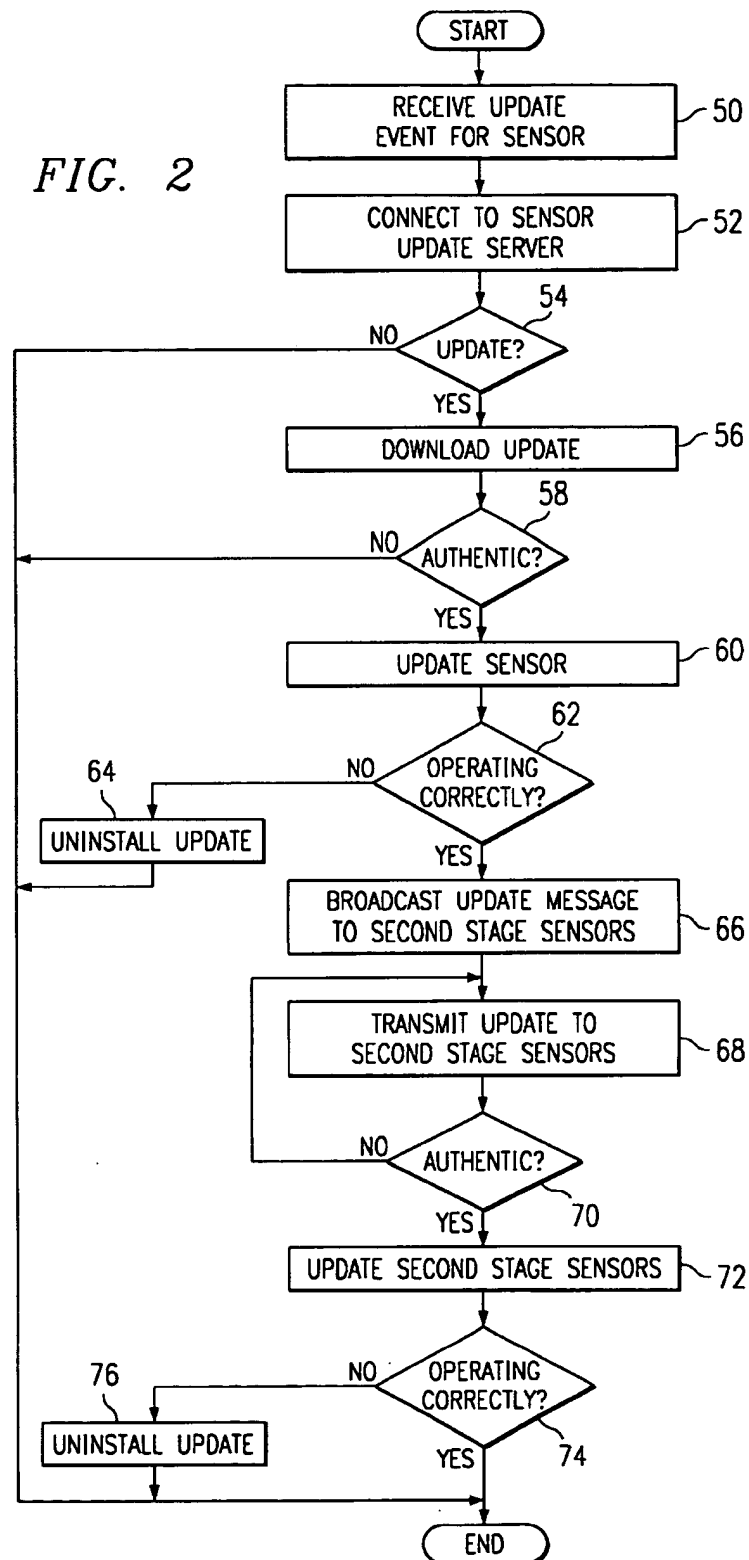 START
RECEIVE UPDATE
EVENT FOR SENSOR
50
FIG. 2
CONNECT TO SENSOR
UPDATE SERVER
52
54
NO
UPDATE?
YES
DOWNLOAD UPDATE
56
58
NO
AUTHENTIC?
YES
UPDATE SENSOR
60
62
NO
OPERATING
CORRECTLY?
64
UNINSTALL UPDATE
YES
BROADCAST UPDATE MESSAGE
TO SECOND STAGE SENSORS
66
TRANSMIT UPDATE TO
SECOND STAGE SENSORS
68
NO
AUTHENTIC?
70
YES
UPDATE SECOND STAGE SENSORS
72
NO
OPERATING
CORRECTLY?
74
76
UNINSTALL UPDATE
YES
END